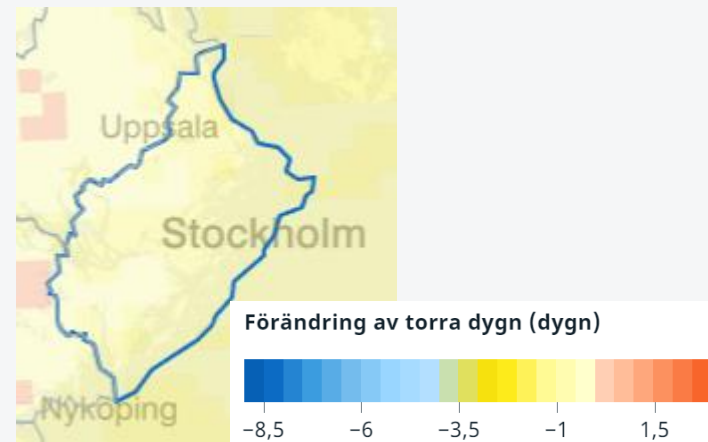 Uppsala
Stockholm
Nyköping
Förändring av torra dygn (dygn)
−8,5 −6 −3,5 −1 1,5